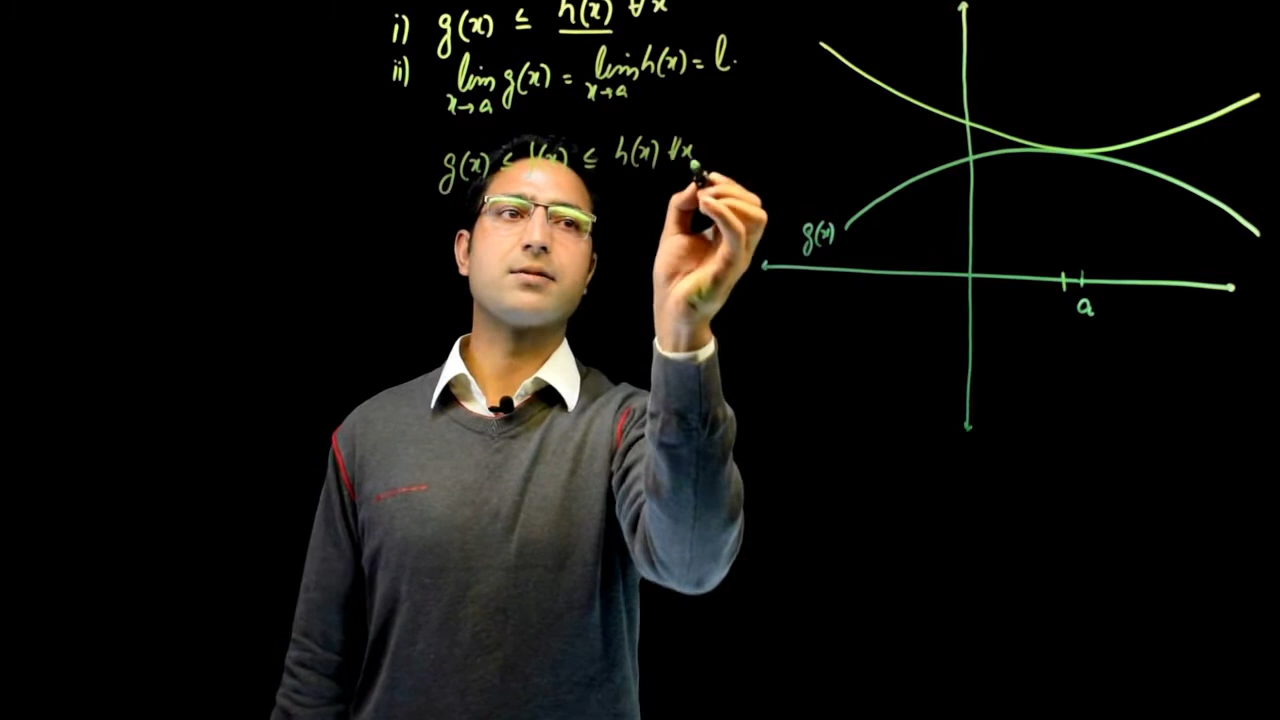 i) g(x) ≤ h(x) ∀x
ii) lim g(x) = lim h(x) = l.
x→a x→a
g(x) ≤ f(x) ≤ h(x) ∀x
g(x)
a